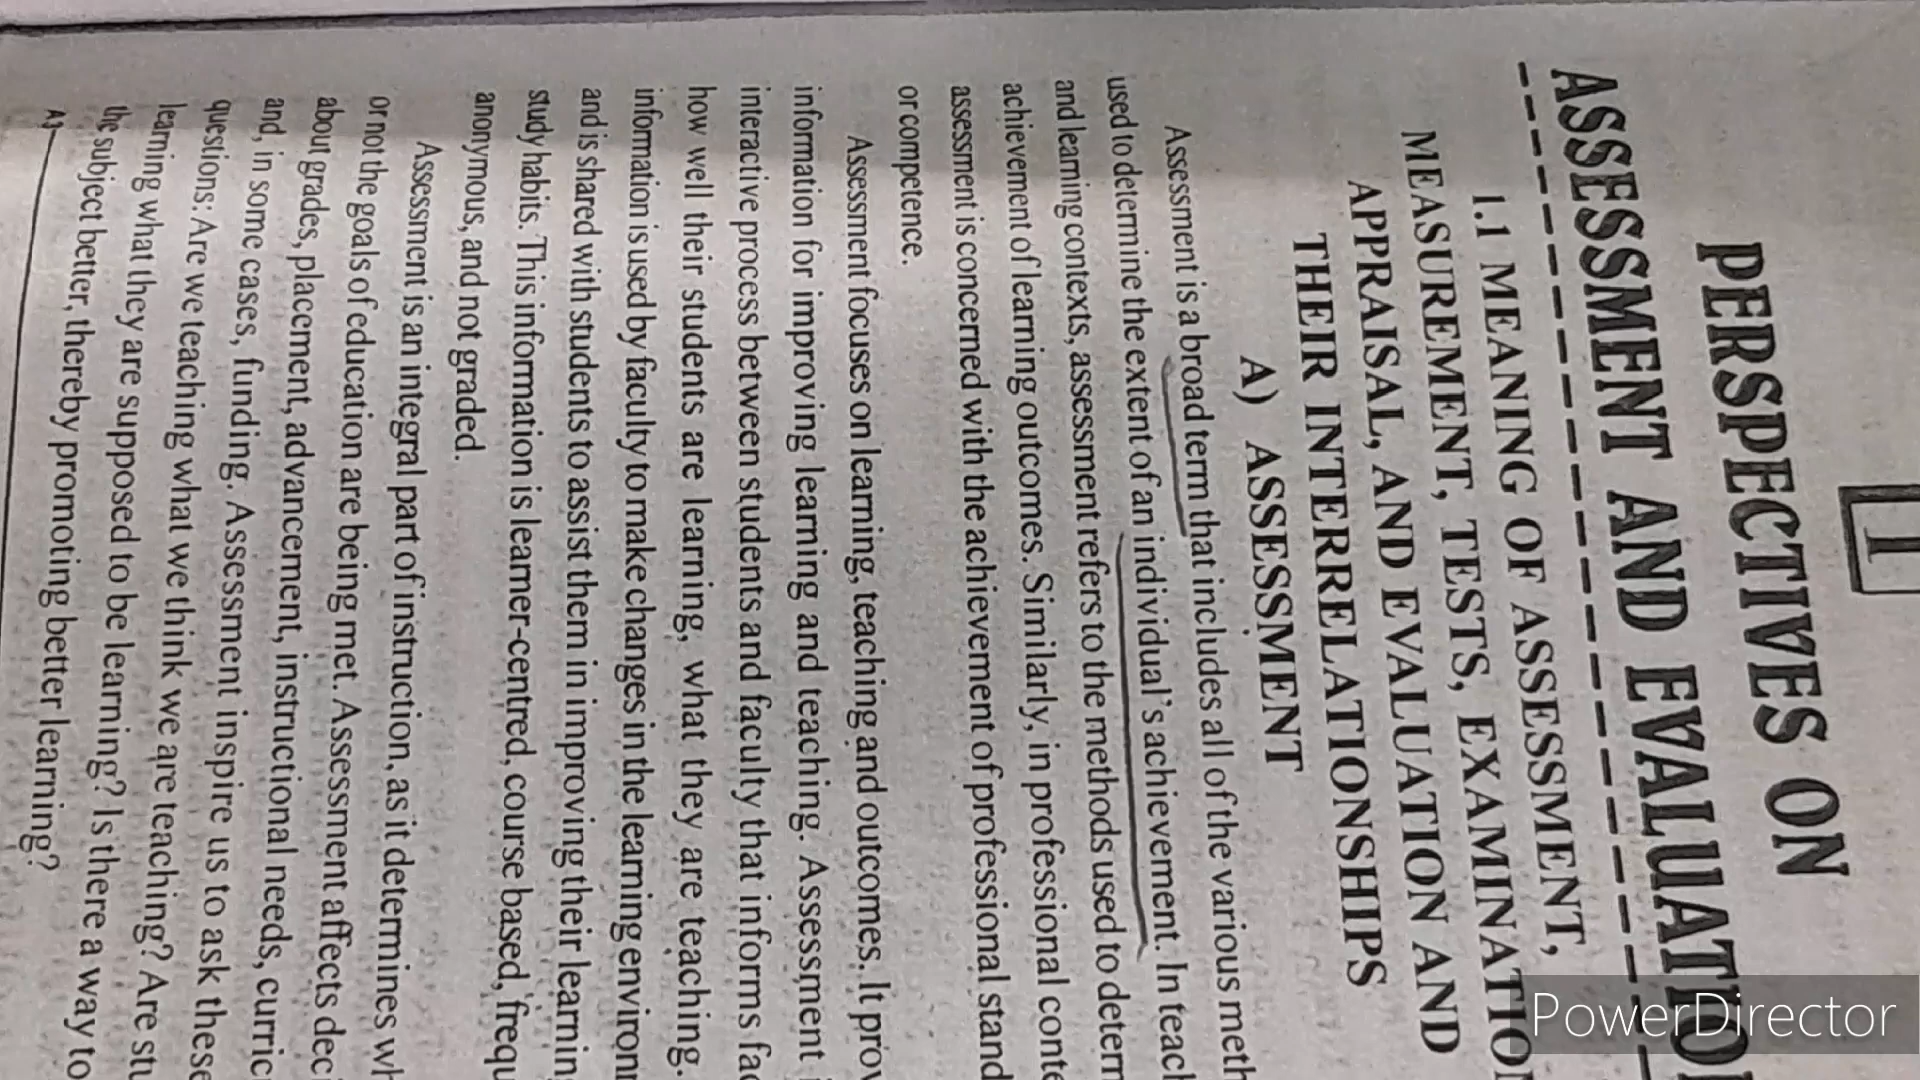 1
PERSPECTIVES ON
ASSESSMENT AND EVALUATIO
1.1 MEANING OF ASSESSMENT,
MEASUREMENT, TESTS, EXAMINATIO
APPRAISAL, AND EVALUATION AND
THEIR INTERRELATIONSHIPS
A) ASSESSMENT
Assessment is a broad term that includes all of the various meth
used to determine the extent of an individual's achievement. In teach
and learning contexts, assessment refers to the methods used to determ
achievement of learning outcomes. Similarly, in professional conte
assessment is concerned with the achievement of professional stand
or competence.
Assessment focuses on learning, teaching and outcomes. It prov
information for improving learning and teaching. Assessment i
interactive process between students and faculty that informs fac
how well their students are learning, what they are teaching.
information is used by faculty to make changes in the learning environm
and is shared with students to assist them in improving their learning
study habits. This information is learner-centred, course based, frequ
anonymous, and not graded.
Assessment is an integral part of instruction, as it determines wh
or not the goals of education are being met. Assessment affects deci
about grades, placement, advancement, instructional needs, curric
and, in some cases, funding. Assessment inspire us to ask these
questions: Are we teaching what we think we are teaching? Are stu
learning what they are supposed to be learning? Is there a way to
the subject better, thereby promoting better learning?
PowerDirector